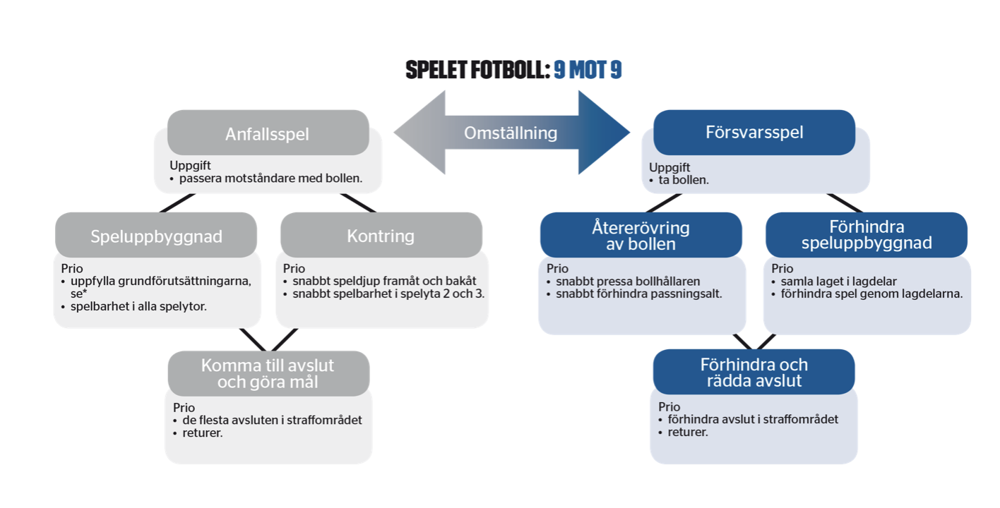 SPELET FOTBOLL: 9 MOT 9
Omställning
Anfallsspel
Uppgift
• passera motståndare med bollen.
Speluppbyggnad
Prio
• uppfylla grundförutsättningarna,
se*
• spelbarhet i alla spelytor.
Kontring
Prio
• snabbt speldjup framåt och bakåt
• snabbt spelbarhet i spelyta 2 och 3.
Komma till avslut
och göra mål
Prio
• de flesta avsluten i straffområdet
• returer.
Försvarsspel
Uppgift
• ta bollen.
Återerövring
av bollen
Prio
• snabbt pressa bollhållaren
• snabbt förhindra passningsalt.
Förhindra
speluppbyggnad
Prio
• samla laget i lagdelar
• förhindra spel genom lagdelarna.
Förhindra och
rädda avslut
Prio
• förhindra avslut i straffområdet
• returer.